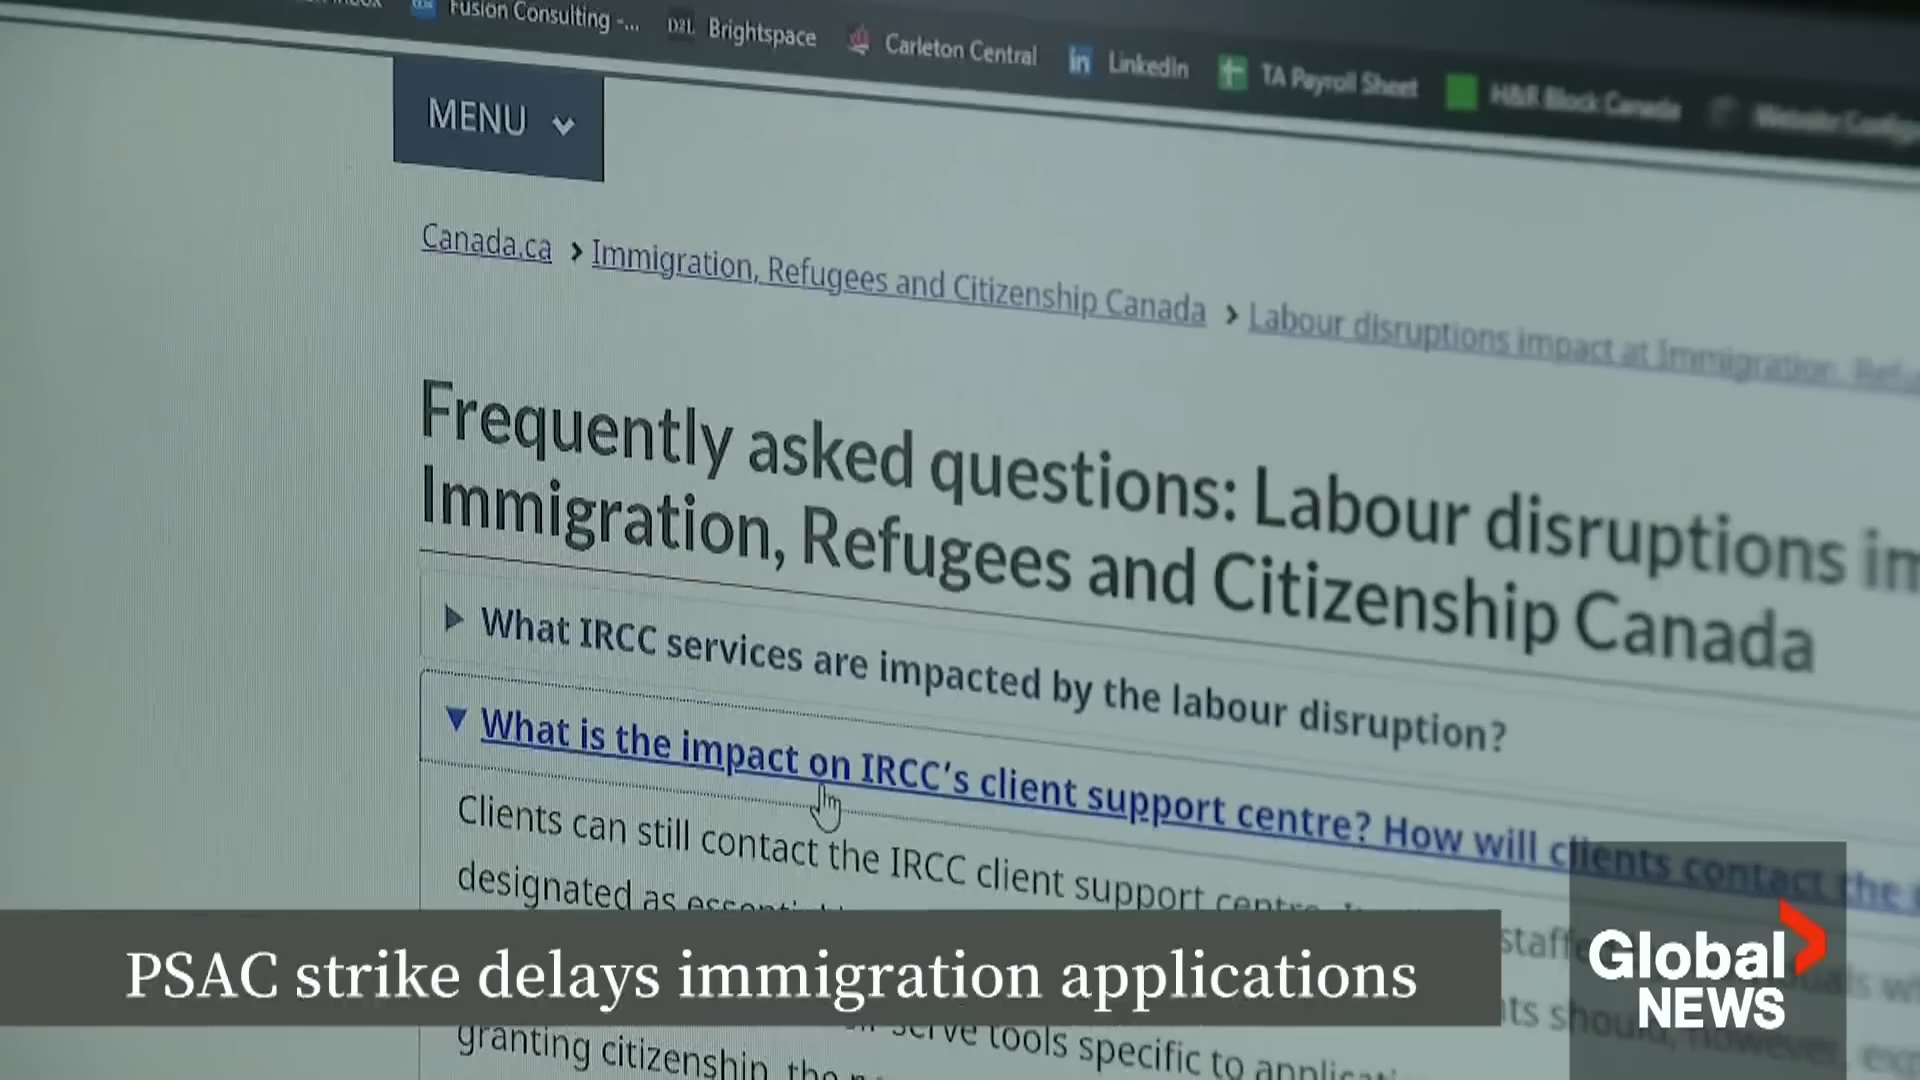 Fusion Consulting -...
D2L Brightspace
Carleton Central
in LinkedIn
TA Payroll Sheet
H&R Block Canada
MENU
Canada.ca > Immigration, Refugees and Citizenship Canada > Labour disruptions impact at Immigration,
Frequently asked questions: Labour disruptions
Immigration, Refugees and Citizenship Canada
What IRCC services are impacted by the labour disruption?
What is the impact on IRCC's client support centre? How will clients contact the
Clients can still contact the IRCC client support
designated as
PSAC strike delays immigration applications
Global
NEWS
granting citizenship, the
serve tools specific to
should, however,